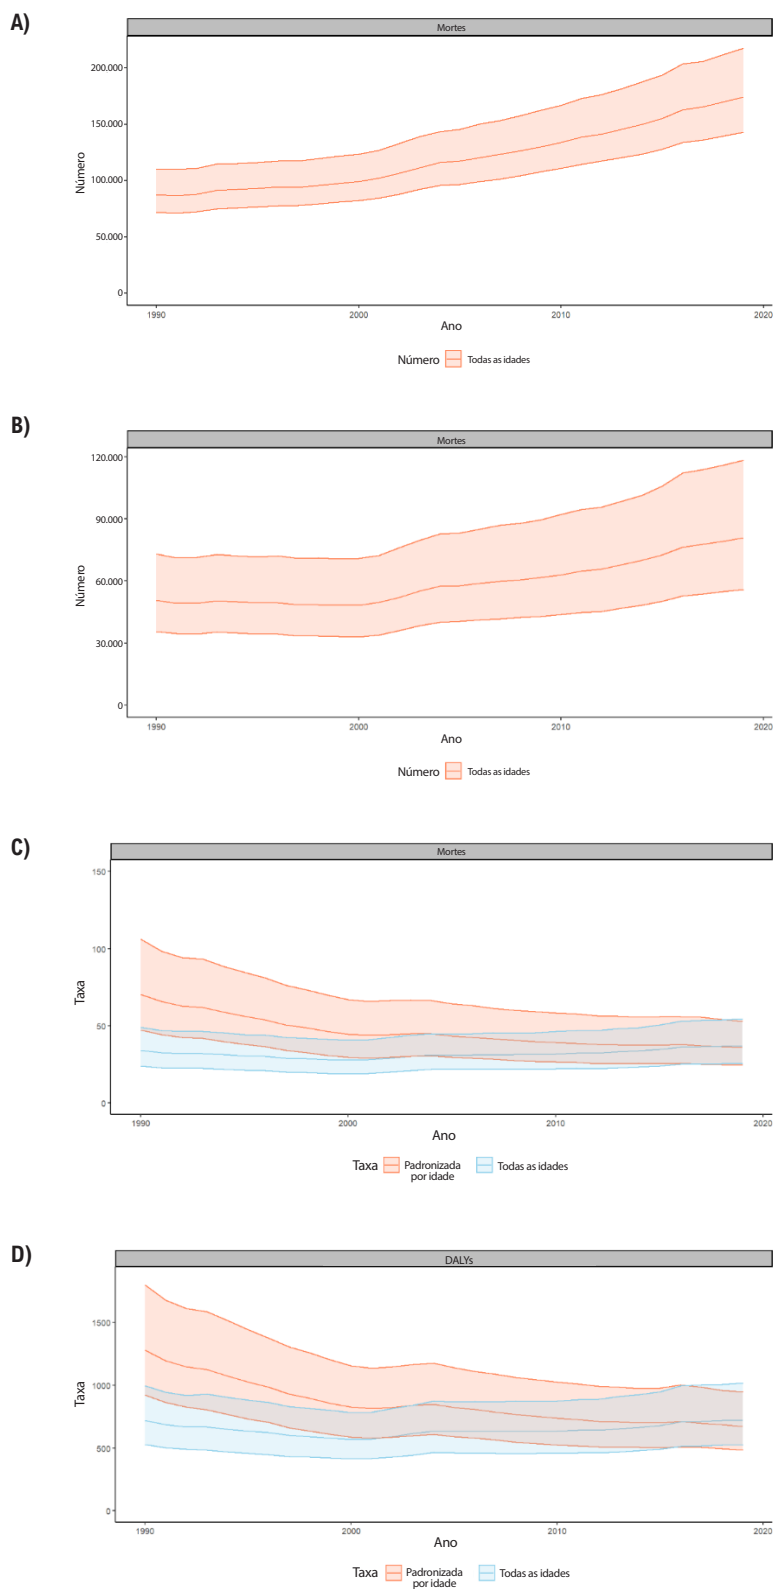 A)
Mortes
200.000
150.000
100.000
50.000
0
Número
1990
2000
2010
2020
Ano
Número Todas as idades
B)
Mortes
120.000
90.000
60.000
30.000
0
Número
1990
2000
2010
2020
Ano
Número Todas as idades
C)
Mortes
150
100
50
0
Taxa
1990
2000
2010
2020
Ano
Taxa Padronizada por idade Todas as idades
D)
DALYs
1500
1000
500
0
Taxa
1990
2000
2010
2020
Ano
Taxa Padronizada por idade Todas as idades